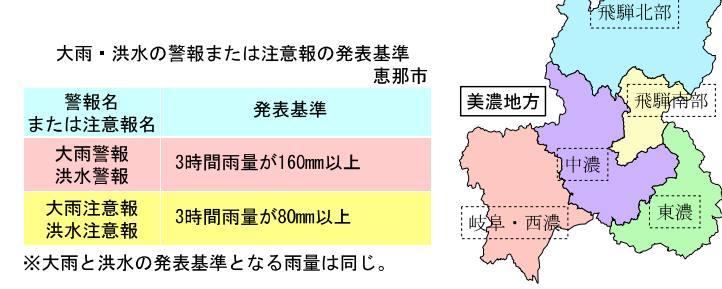 大雨・洪水の警報または注意報の発表基準
恵那市
警報名
または注意報名
発表基準
大雨警報
洪水警報
3時間雨量が160mm以上
大雨注意報
洪水注意報
3時間雨量が80mm以上
※大雨と洪水の発表基準となる雨量は同じ。
飛騨北部
美濃地方
飛騨南部
中濃
岐阜・西濃
東濃